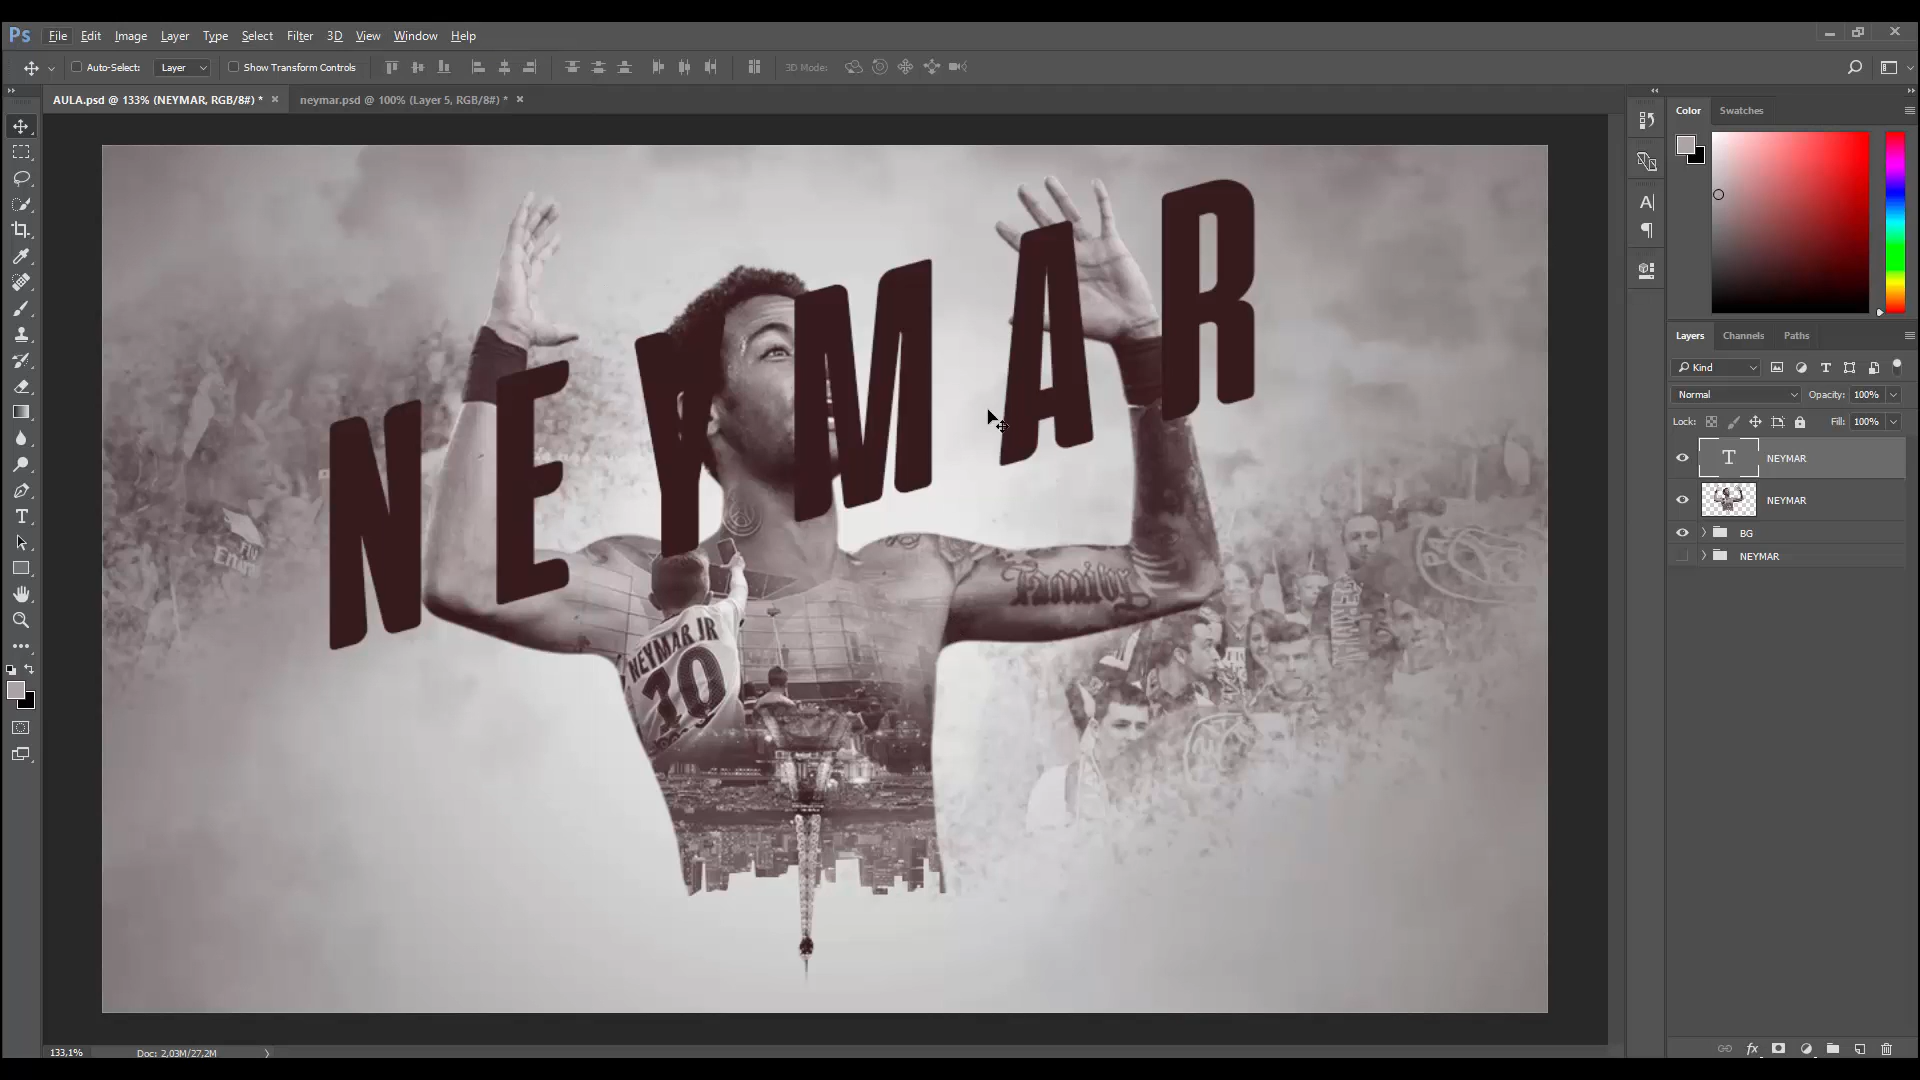 Ps File Edit Image Layer Type Select Filter 3D View Window Help
Auto-Select: Layer Show Transform Controls 3D Mode:
AULA.psd @ 133% (NEYMAR, RGB/8#) * neymar.psd @ 100% (Layer 5, RGB/8#) *
Color Swatches
NEYMAR
Family
NEYMAR JR
10
Layers Channels Paths
Kind
Normal Opacity: 100%
Lock: Fill: 100%
T NEYMAR
NEYMAR
BG
NEYMAR
133,1% Doc: 2,03M/27,2M